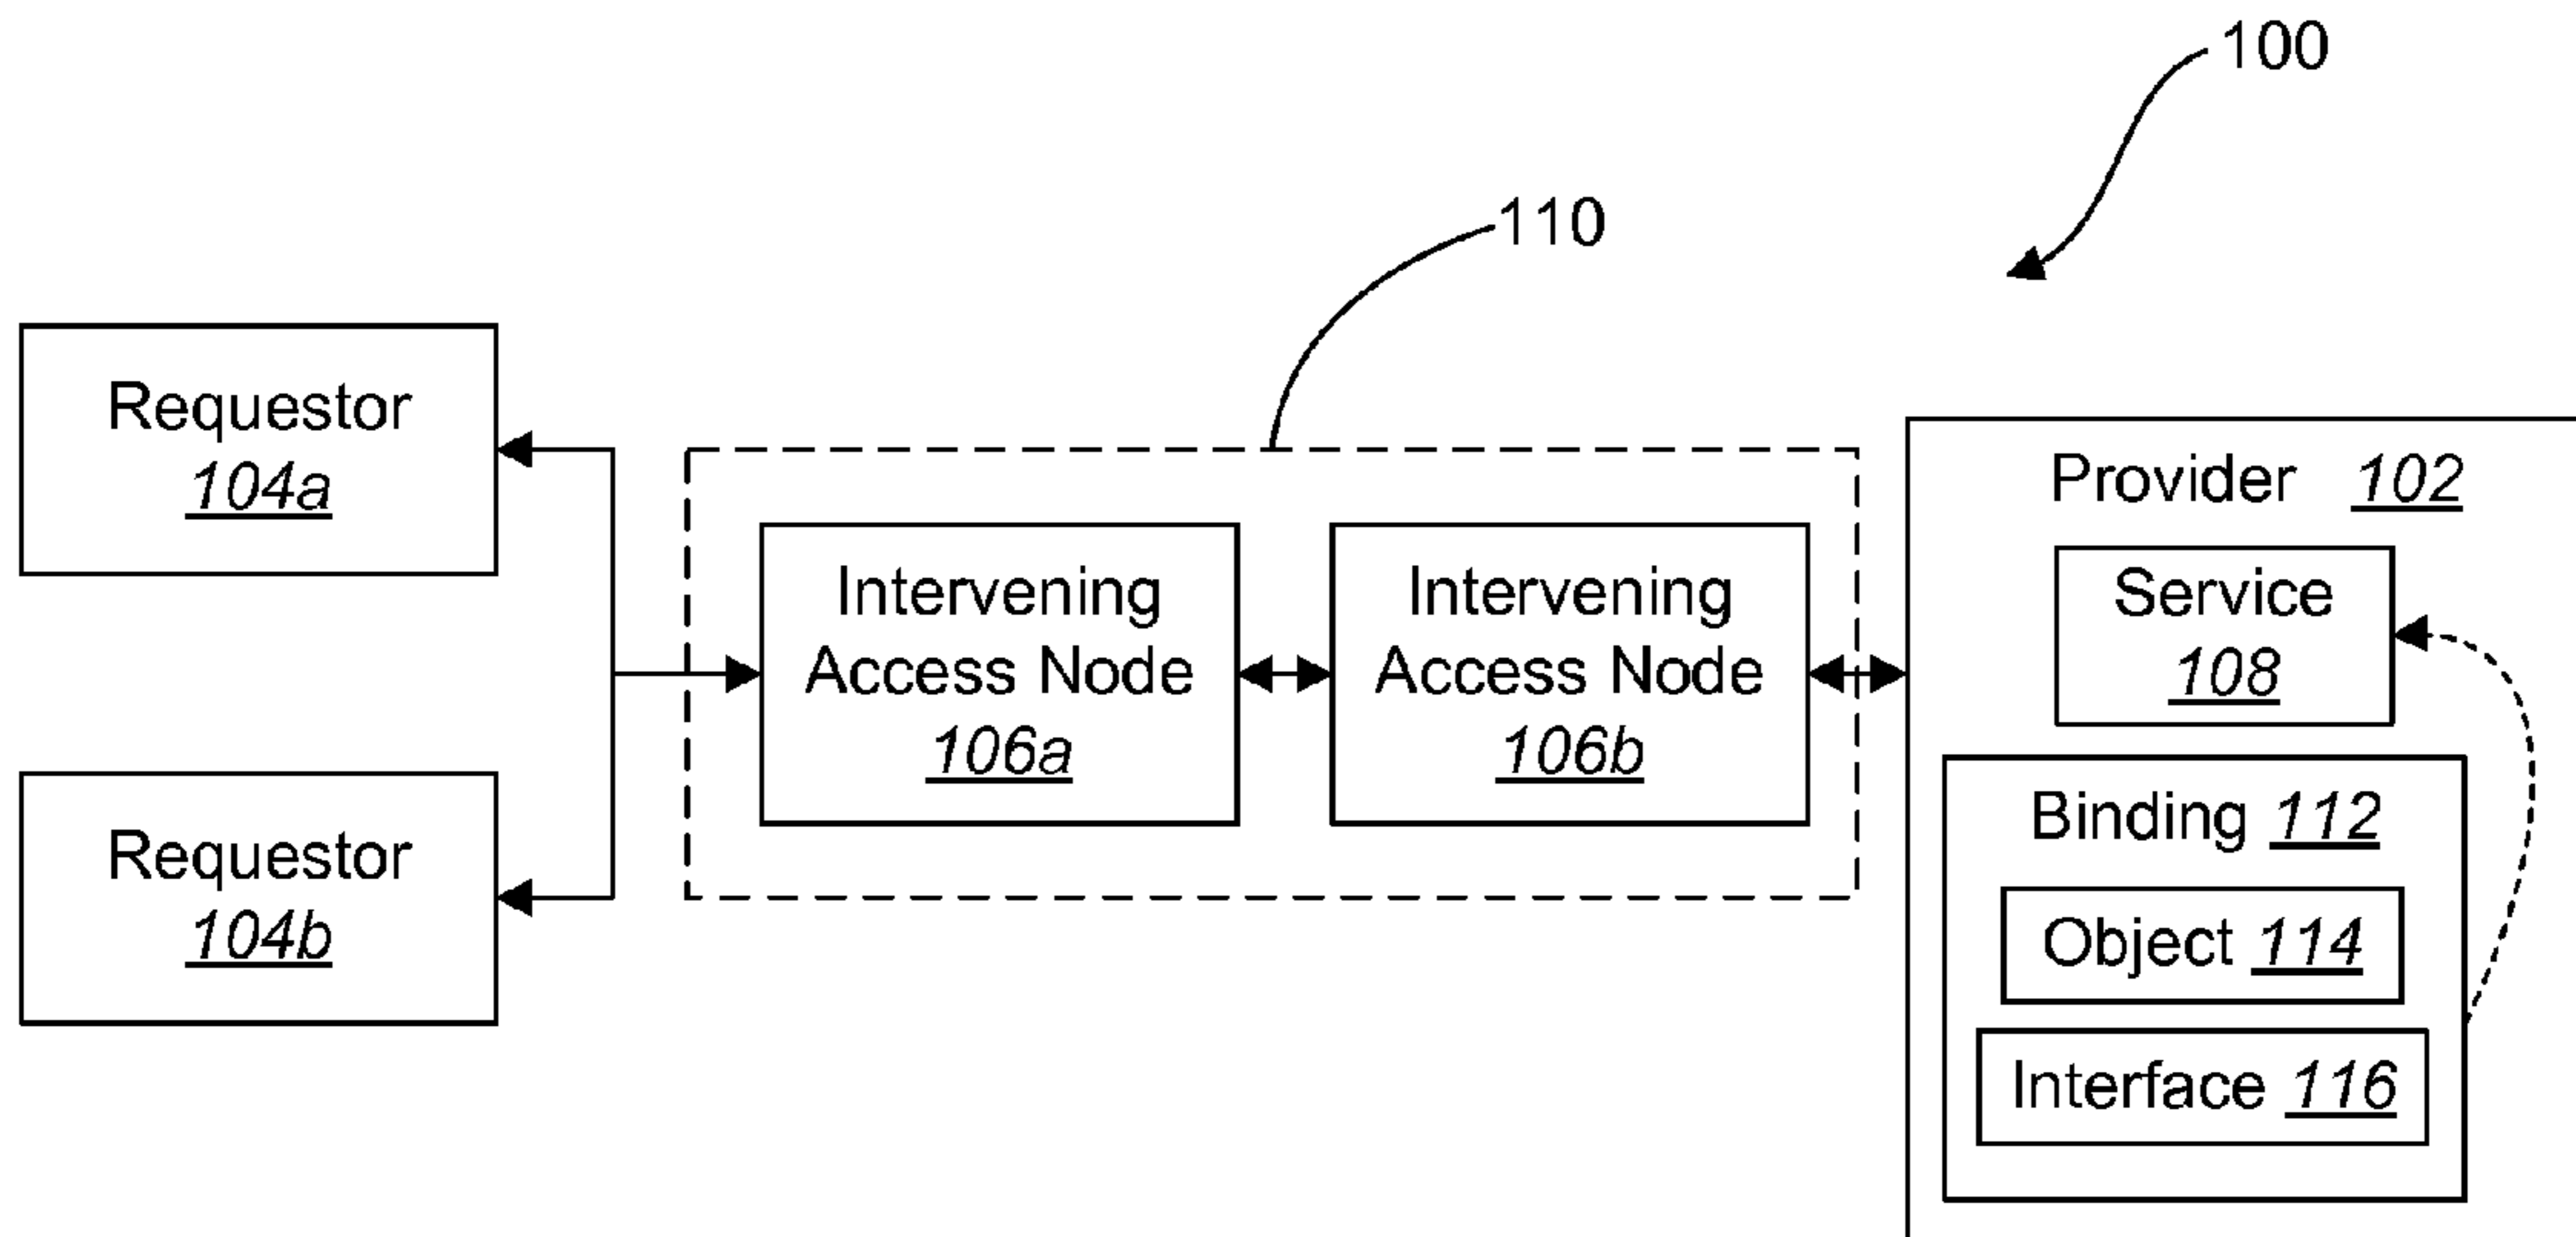 100
110
Requestor
104a
Provider 102
Intervening
Access Node
106a
Intervening
Access Node
106b
Service
108
Binding 112
Requestor
104b
Object 114
Interface 116